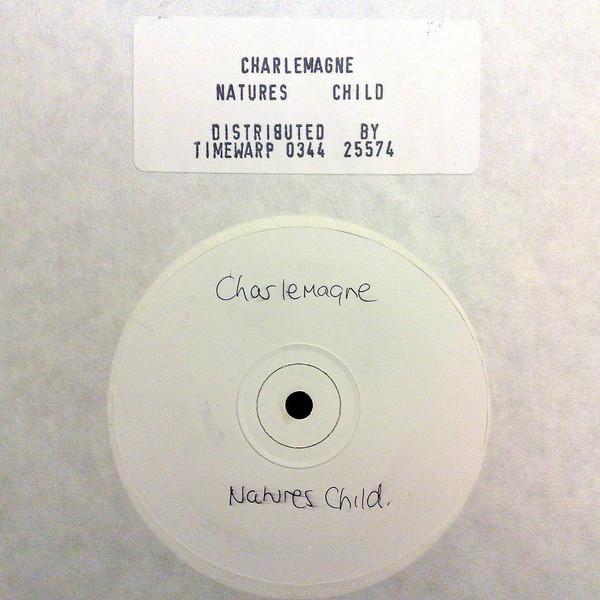 CHARLEMAGNE
NATURES CHILD
DISTRIBUTED BY
TIMEWARP 0344 25574
Charlemagne
Natures Child.